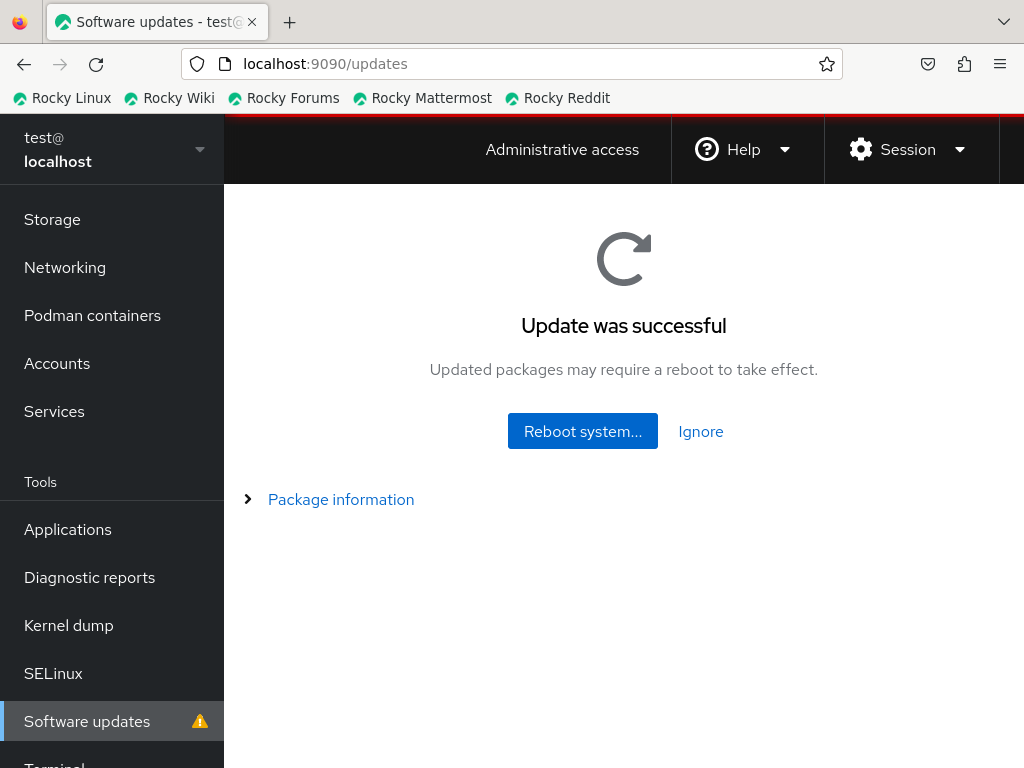 Software updates - test@
localhost:9090/updates
Rocky Linux
Rocky Wiki
Rocky Forums
Rocky Mattermost
Rocky Reddit
test@
localhost
Administrative access
Help
Session
Storage
Networking
Podman containers
Accounts
Services
Tools
Applications
Diagnostic reports
Kernel dump
SELinux
Software updates
Terminal
Update was successful
Updated packages may require a reboot to take effect.
Reboot system...
Ignore
Package information